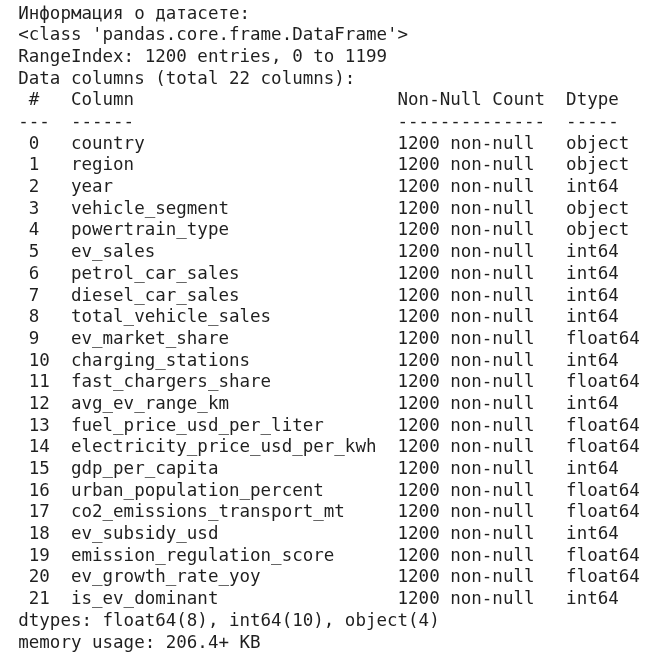 Информация о датасете:
<class 'pandas.core.frame.DataFrame'>
RangeIndex: 1200 entries, 0 to 1199
Data columns (total 22 columns):
 #   Column                         Non-Null Count  Dtype
---  ------                         --------------  -----
 0   country                        1200 non-null   object
 1   region                         1200 non-null   object
 2   year                           1200 non-null   int64
 3   vehicle_segment                1200 non-null   object
 4   powertrain_type                1200 non-null   object
 5   ev_sales                       1200 non-null   int64
 6   petrol_car_sales               1200 non-null   int64
 7   diesel_car_sales               1200 non-null   int64
 8   total_vehicle_sales            1200 non-null   int64
 9   ev_market_share                1200 non-null   float64
 10  charging_stations              1200 non-null   int64
 11  fast_chargers_share            1200 non-null   float64
 12  avg_ev_range_km                1200 non-null   int64
 13  fuel_price_usd_per_liter       1200 non-null   float64
 14  electricity_price_usd_per_kwh  1200 non-null   float64
 15  gdp_per_capita                 1200 non-null   int64
 16  urban_population_percent       1200 non-null   float64
 17  co2_emissions_transport_mt     1200 non-null   float64
 18  ev_subsidy_usd                 1200 non-null   int64
 19  emission_regulation_score      1200 non-null   float64
 20  ev_growth_rate_yoy             1200 non-null   float64
 21  is_ev_dominant                 1200 non-null   int64
dtypes: float64(8), int64(10), object(4)
memory usage: 206.4+ KB